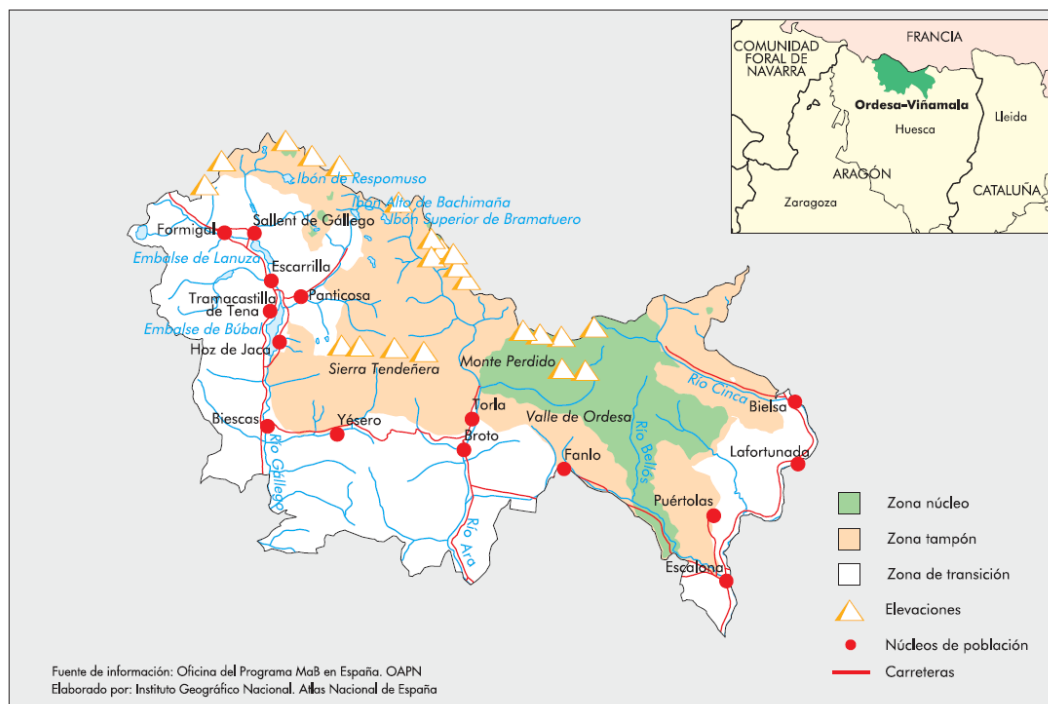 FRANCIA
COMUNIDAD
FORAL DE
NAVARRA
Ordesa-Viñamala
Huesca
Lleida
ARAGÓN
Zaragoza
CATALUÑA
Ibón de Respomuso
Ibón Alto de Bachimaña
Ibón Superior de Bramatuero
Sallent de Gállego
Formigal
Embalse de Lanuza
Escarrilla
Panticosa
Tramacastilla
de Tena
Embalse de Búbal
Hoz de Jaca
Sierra Tendeñera
Monte Perdido
Río Cinca
Bielsa
Valle de Ordesa
Torla
Biescas
Yésero
Broto
Río Gállego
Fanlo
Río Bellós
Lafortunada
Puértolas
Río Ara
Escalona
Zona núcleo
Zona tampón
Zona de transición
Elevaciones
Núcleos de población
Carreteras
Fuente de información: Oficina del Programa MaB en España. OAPN
Elaborado por: Instituto Geográfico Nacional. Atlas Nacional de España